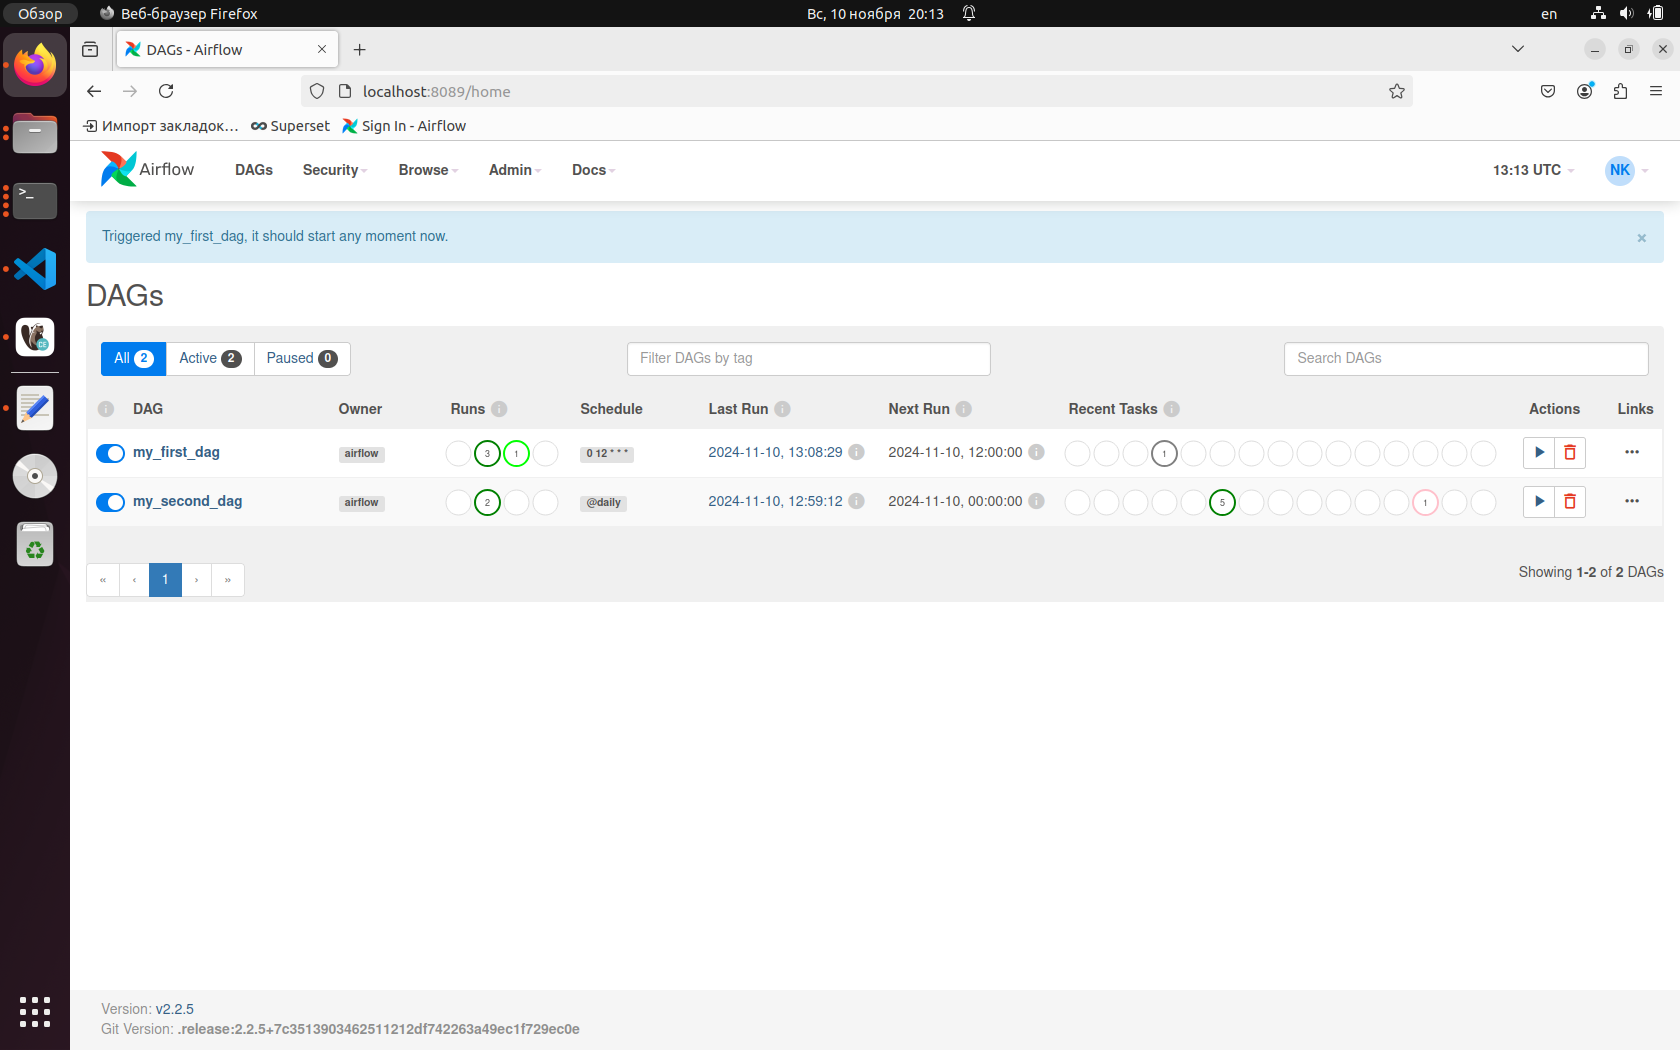 Обзор Веб-браузер Firefox Вс, 10 ноября 20:13 en
DAGs - Airflow
localhost:8089/home
Импорт закладок… Superset Sign In - Airflow
Airflow DAGs Security Browse Admin Docs 13:13 UTC NK
Triggered my_first_dag, it should start any moment now. ×
DAGs
All 2 Active 2 Paused 0 Filter DAGs by tag Search DAGs
i DAG Owner Runs i Schedule Last Run i Next Run i Recent Tasks i Actions Links
my_first_dag airflow 3 1 0 12 * * * 2024-11-10, 13:08:29 i 2024-11-10, 12:00:00 i 1
my_second_dag airflow 2 @daily 2024-11-10, 12:59:12 i 2024-11-10, 00:00:00 i 5 1
« ‹ 1 › » Showing 1-2 of 2 DAGs
Version: v2.2.5
Git Version: .release:2.2.5+7c3513903462511212df742263a49ec1f729ec0e